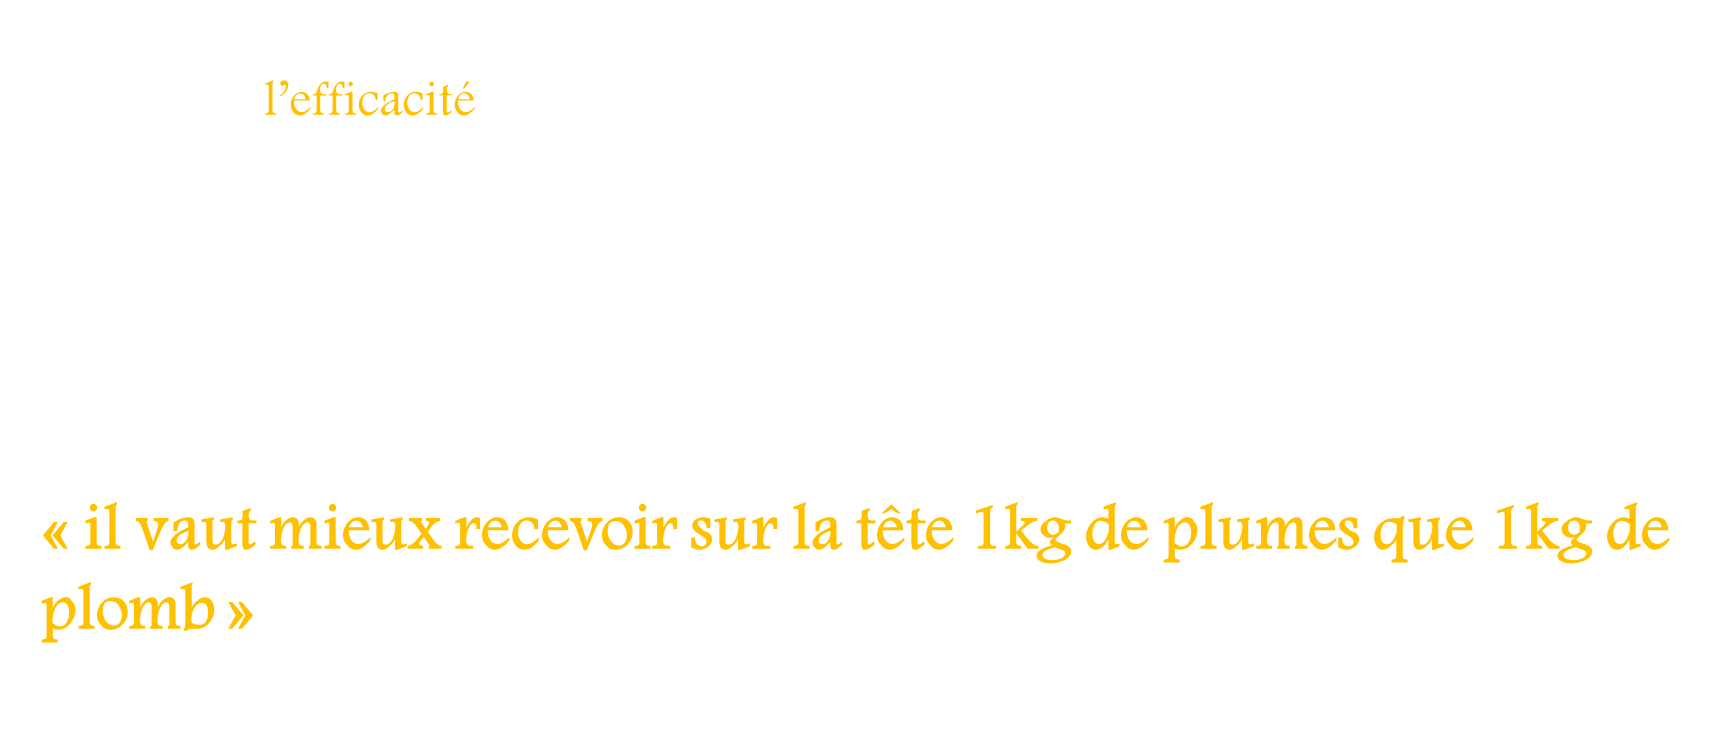 l’efficacité
« il vaut mieux recevoir sur la tête 1kg de plumes que 1kg de
plomb »